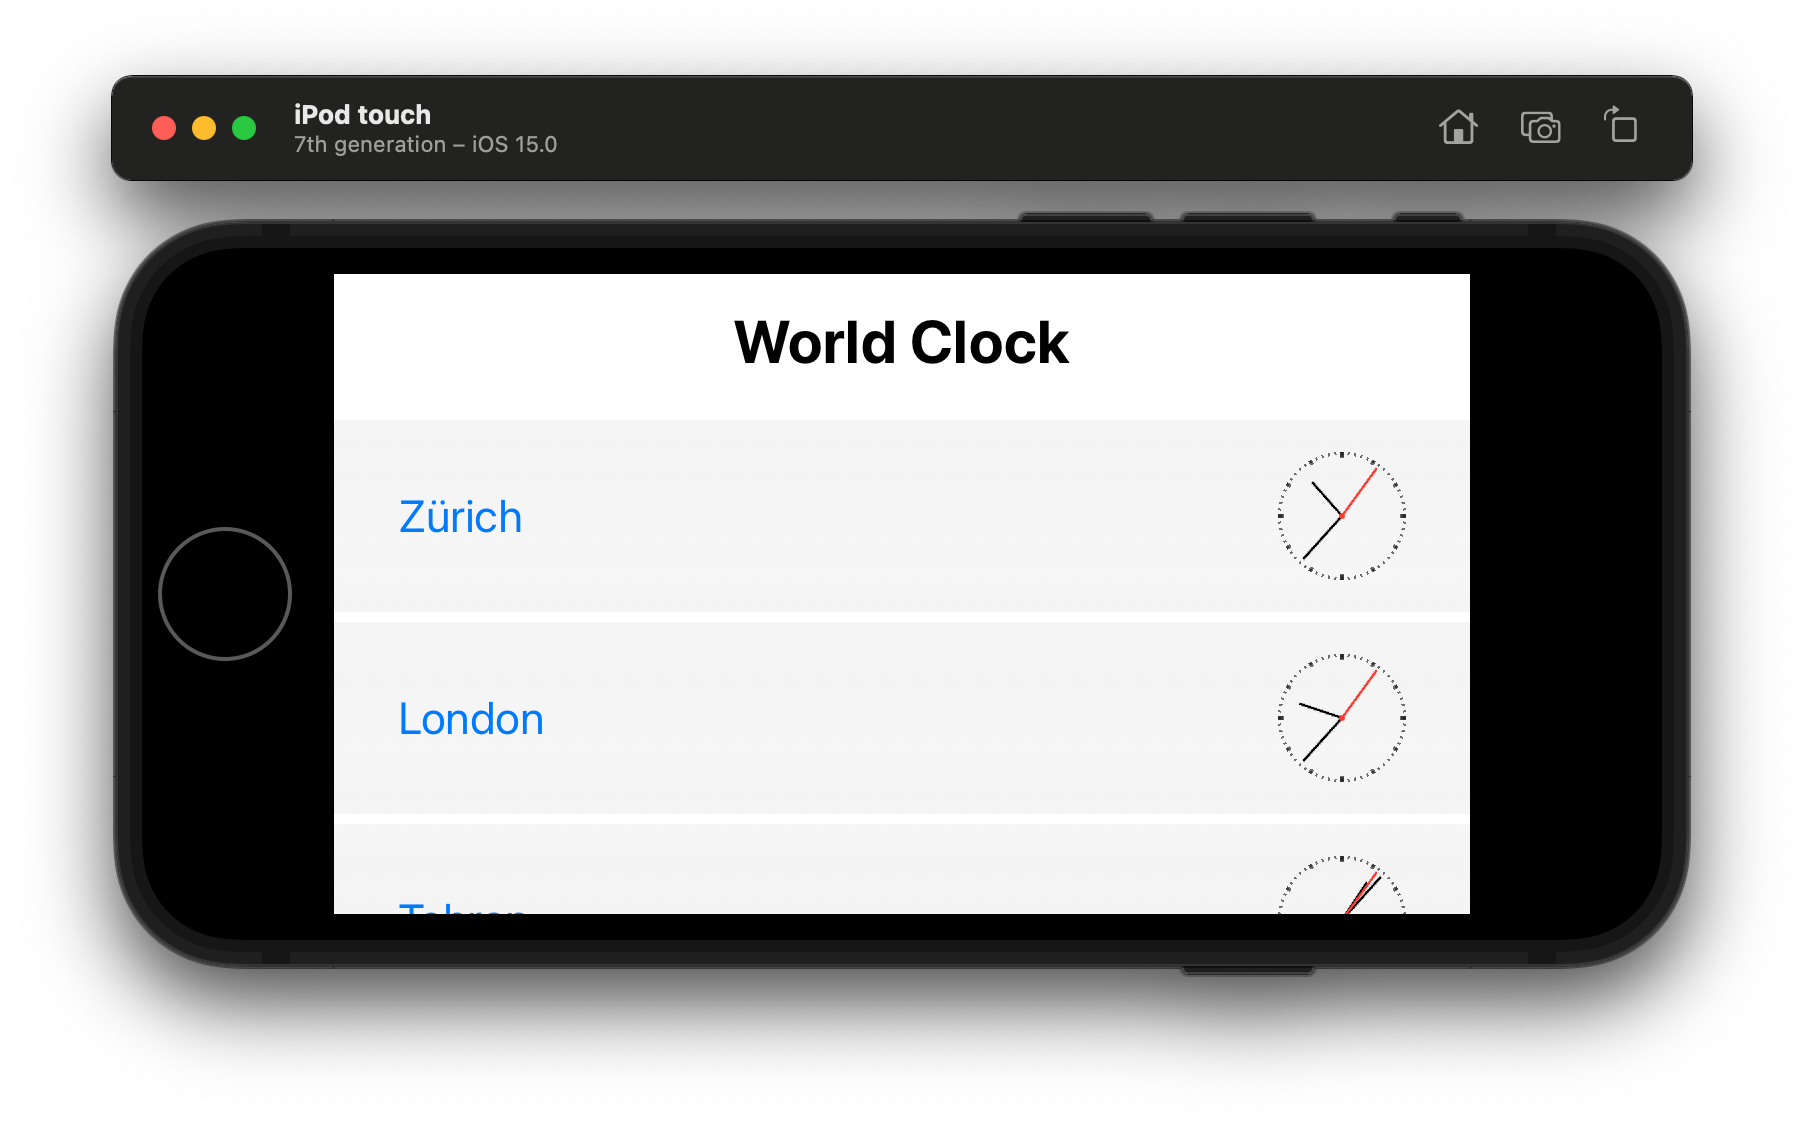 iPod touch
7th generation – iOS 15.0
World Clock
Zürich
London